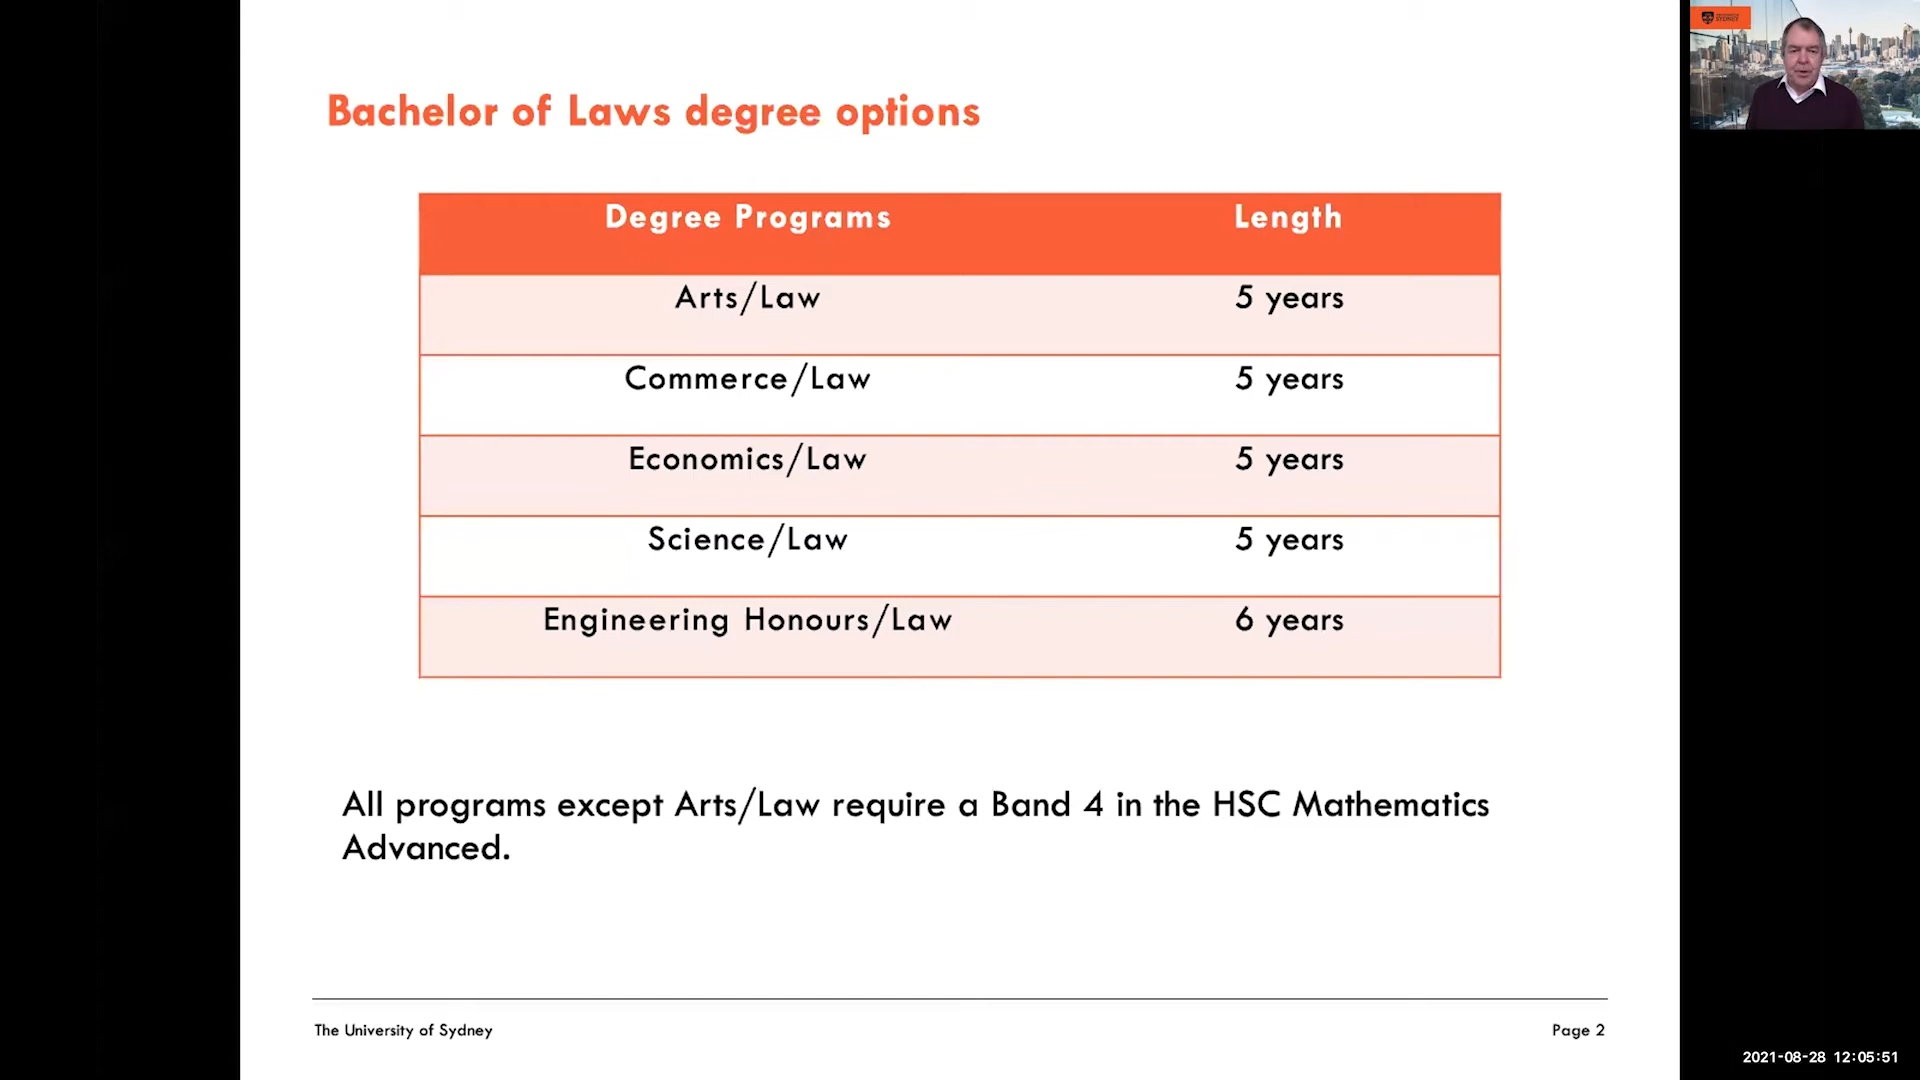 SYDNEY
Bachelor of Laws degree options
Degree Programs Length
Arts/Law 5 years
Commerce/Law 5 years
Economics/Law 5 years
Science/Law 5 years
Engineering Honours/Law 6 years
All programs except Arts/Law require a Band 4 in the HSC Mathematics
Advanced.
The University of Sydney Page 2
2021-08-28 12:05:51